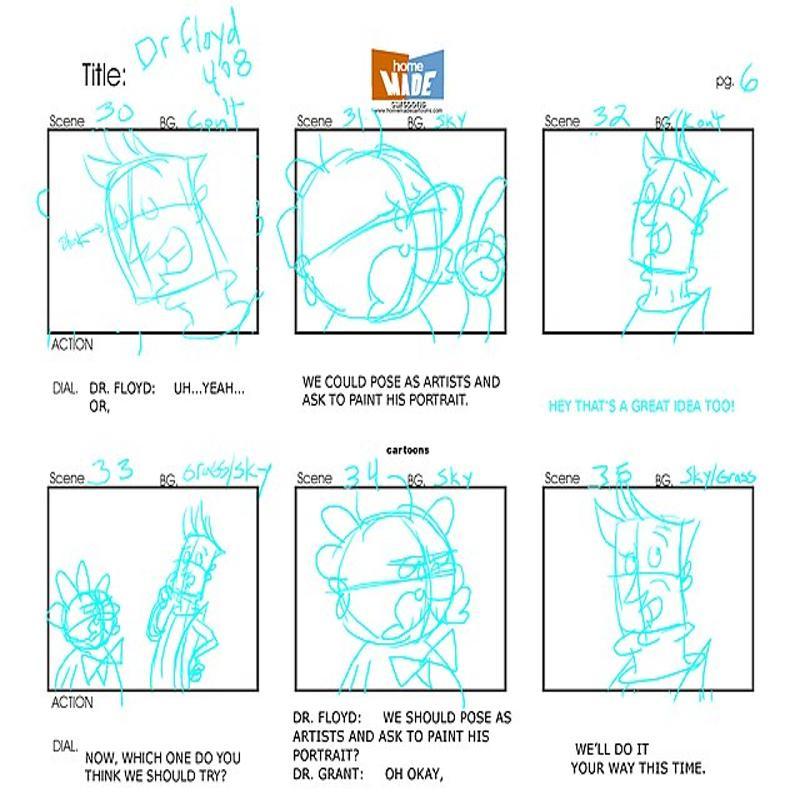 Title: Dr Floyd
408
home
MADE
cartoons
www.homemadecartoons.com
pg. 6
Scene 30 BG. Con't
Scene 31 BG. Sky
Scene 32 BG.
ACTION
DIAL. DR. FLOYD: UH...YEAH...
OR,
WE COULD POSE AS ARTISTS AND
ASK TO PAINT HIS PORTRAIT.
HEY THAT'S A GREAT IDEA TOO!
cartoons
Scene 33 BG. Grass/sky
Scene 34 BG. Sky
Scene 35 BG. Sky/Grass
ACTION
DIAL. NOW, WHICH ONE DO YOU
THINK WE SHOULD TRY?
DR. FLOYD: WE SHOULD POSE AS
ARTISTS AND ASK TO PAINT HIS
PORTRAIT?
DR. GRANT: OH OKAY,
WE'LL DO IT
YOUR WAY THIS TIME.